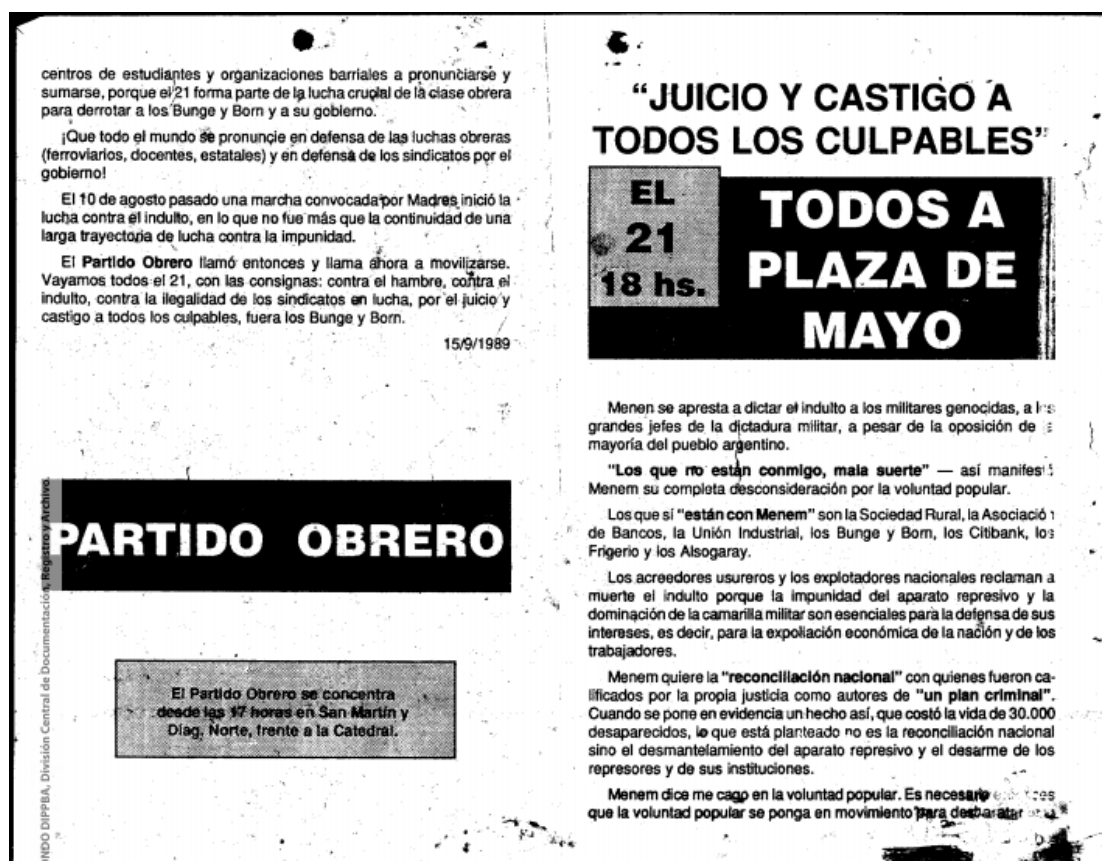 centros de estudiantes y organizaciones barriales a pronunciarse y
sumarse, porque el 21 forma parte de la lucha crucial de la clase obrera
para derrotar a los Bunge y Born y a su gobierno.
¡Que todo el mundo se pronuncie en defensa de las luchas obreras
(ferroviarios, docentes, estatales) y en defensa de los sindicatos por el
gobierno!
El 10 de agosto pasado una marcha convocada por Madres inició la
lucha contra el indulto, en lo que no fue más que la continuidad de una
larga trayectoria de lucha contra la impunidad.
El Partido Obrero llamó entonces y llama ahora a movilizarse.
Vayamos todos el 21, con las consignas: contra el hambre, contra el
indulto, contra la ilegalidad de los sindicatos en lucha, por el juicio y
castigo a todos los culpables, fuera los Bunge y Born.
15/9/1989
PARTIDO OBRERO
El Partido Obrero se concentra
desde las 17 horas en San Martín y
Diag, Norte, frente a la Catedral.
FONDO DIPPBA, División Central de Documentación, Registro y Archivo.
"JUICIO Y CASTIGO A
TODOS LOS CULPABLES"
EL
21
18 hs.
TODOS A
PLAZA DE
MAYO
Menen se apresta a dictar el indulto a los militares genocidas, a los
grandes jefes de la dictadura militar, a pesar de la oposición de
mayoría del pueblo argentino.
"Los que no están conmigo, mala suerte" — así manifestó
Menem su completa desconsideración por la voluntad popular.
Los que sí "están con Menem" son la Sociedad Rural, la Asociación
de Bancos, la Unión Industrial, los Bunge y Born, los Citibank, los
Frigerio y los Alsogaray.
Los acreedores usureros y los explotadores nacionales reclaman a
muerte el indulto porque la impunidad del aparato represivo y la
dominación de la camarilla militar son esenciales para la defensa de sus
intereses, es decir, para la expoliación económica de la nación y de los
trabajadores.
Menem quiere la "reconciliación nacional" con quienes fueron ca-
lificados por la propia justicia como autores de "un plan criminal".
Cuando se pone en evidencia un hecho así, que costó la vida de 30.000
desaparecidos, lo que está planteado no es la reconciliación nacional
sino el desmantelamiento del aparato represivo y el desarme de los
represores y de sus instituciones.
Menem dice me cago en la voluntad popular. Es necesario
que la voluntad popular se ponga en movimiento para desbaratar